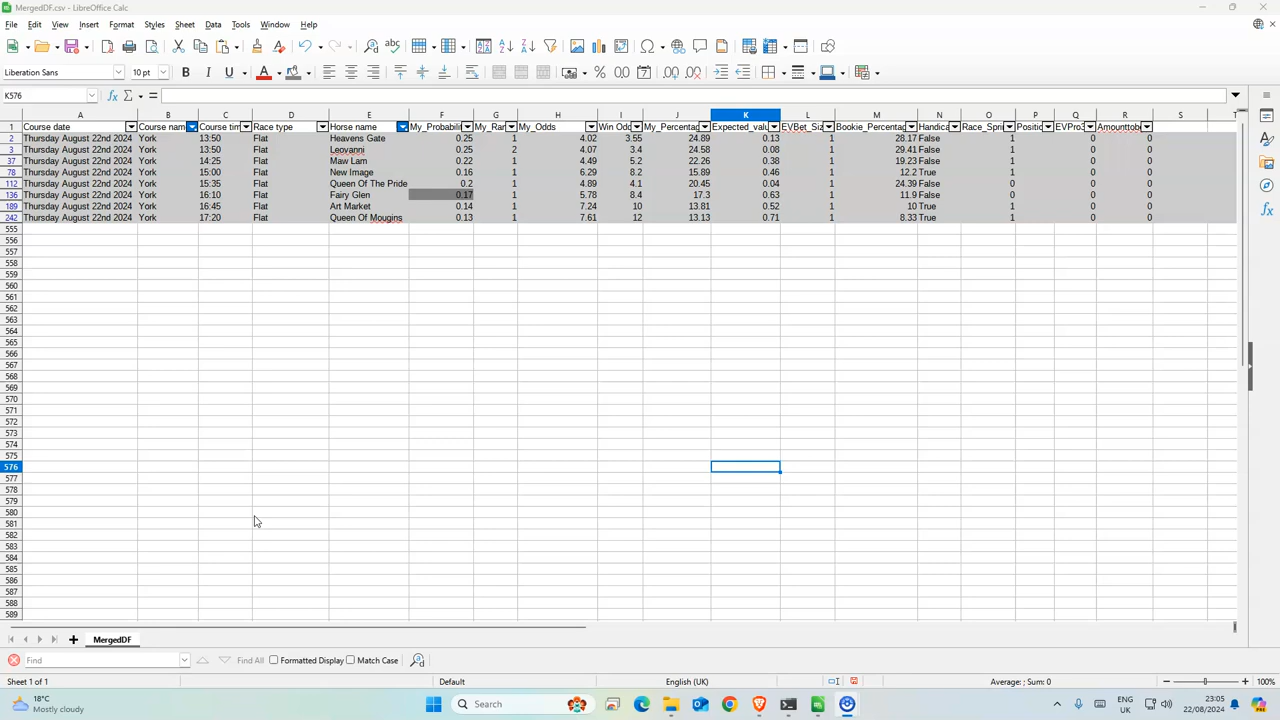 MergedDF.csv - LibreOffice Calc
File Edit View Insert Format Styles Sheet Data Tools Window Help
Liberation Sans 10 pt
K576
A B C D E F G H I J K L M N O P Q R S T
1 Course date Course nam Course tim Race type Horse name My_Probabili My_Ran My_Odds Win Odd My_Percentag Expected_valu EVBet_Siz Bookie_Percentag Handica Race_Spri Positio EVPro3 Amounttob
2 Thursday August 22nd 2024 York 13:50 Flat Heavens Gate 0.25 1 4.02 3.55 24.89 0.13 1 28.17 False 1 2 0 0
3 Thursday August 22nd 2024 York 13:50 Flat Leovanni 0.25 2 4.07 3.4 24.58 0.08 1 29.41 False 1 0 0 0
37 Thursday August 22nd 2024 York 14:25 Flat Maw Lam 0.22 1 4.49 5.2 22.26 0.38 1 19.23 False 1 0 0 0
78 Thursday August 22nd 2024 York 15:00 Flat New Image 0.16 1 6.29 8.2 15.89 0.46 1 12.2 True 1 0 0 0
112 Thursday August 22nd 2024 York 15:35 Flat Queen Of The Pride 0.2 1 4.89 4.1 20.45 0.04 1 24.39 False 0 0 0 0
136 Thursday August 22nd 2024 York 16:10 Flat Fairy Glen 0.17 1 5.78 8.4 17.3 0.63 1 11.9 False 0 0 0 0
189 Thursday August 22nd 2024 York 16:45 Flat Art Market 0.14 1 7.24 10 13.81 0.52 1 10 True 1 0 0 0
242 Thursday August 22nd 2024 York 17:20 Flat Queen Of Mougins 0.13 1 7.61 12 13.13 0.71 1 8.33 True 1 0 0 0
555
556
557
558
559
560
561
562
563
564
565
566
567
568
569
570
571
572
573
574
575
576
577
578
579
580
581
582
583
584
585
586
587
588
589
MergedDF
Find Find All Formatted Display Match Case
Sheet 1 of 1 Default English (UK) Average: ; Sum: 0 100%
18°C
Mostly cloudy
Search
ENG
UK
23:05
22/08/2024